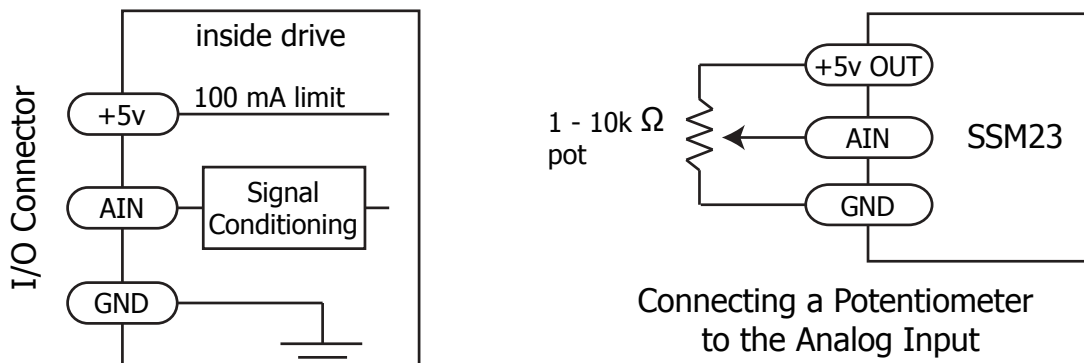 inside drive
I/O Connector
+5v
100 mA limit
AIN
Signal
Conditioning
GND
+5v OUT
1 - 10k Ω
pot
AIN
SSM23
GND
Connecting a Potentiometer
to the Analog Input